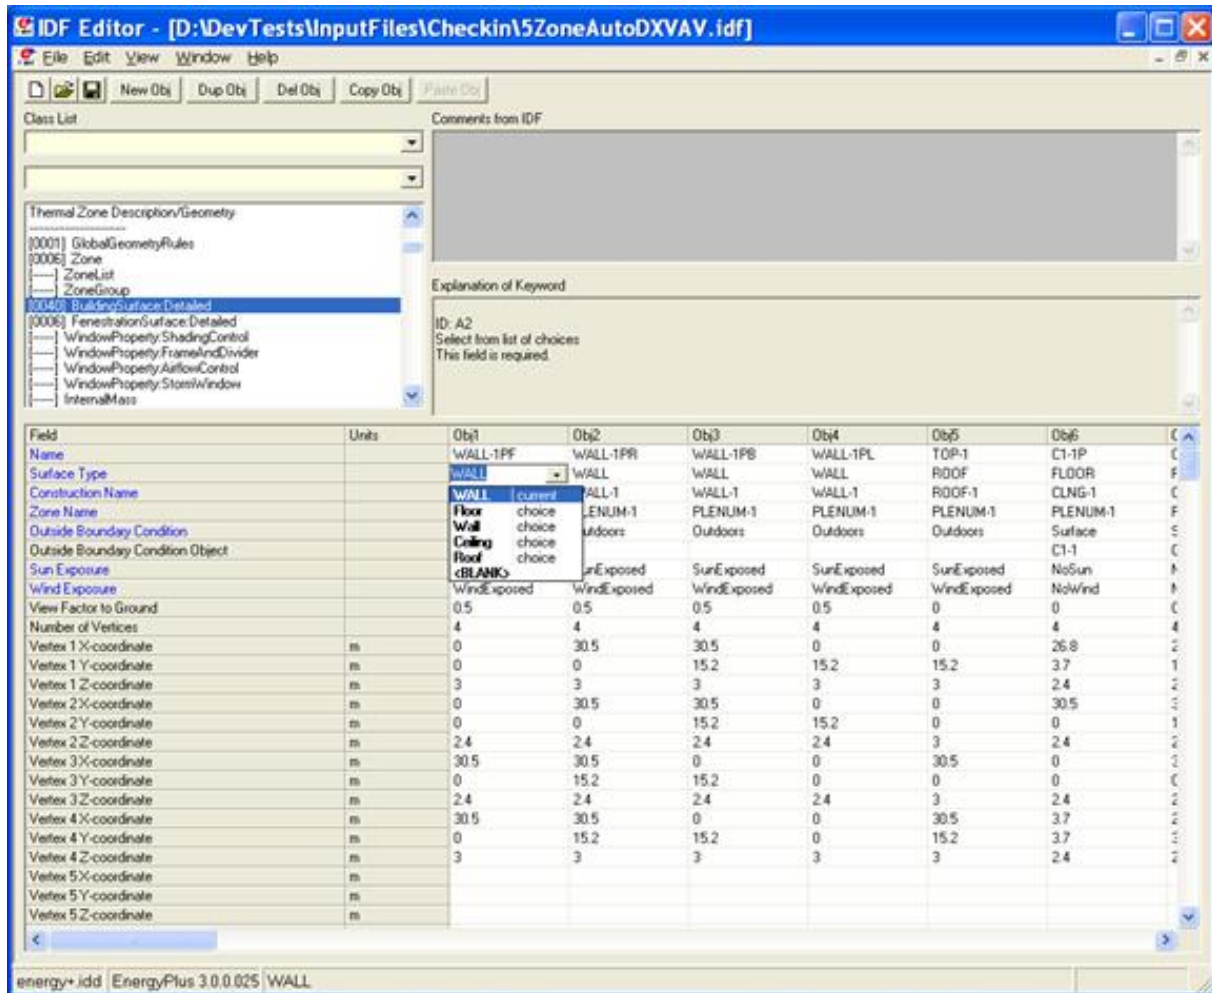 IDF Editor - [D:\DevTests\InputFiles\Checkin\5ZoneAutoDXVAV.idf]
File Edit View Window Help
New Obj Dup Obj Del Obj Copy Obj Paste Obj
Class List
Comments from IDF
Thermal Zone Description/Geometry
------------------------
[0001] GlobalGeometryRules
[0006] Zone
[------] ZoneList
[------] ZoneGroup
[0040] BuildingSurface:Detailed
[0006] FenestrationSurface:Detailed
[------] WindowProperty:ShadingControl
[------] WindowProperty:FrameAndDivider
[------] WindowProperty:AirflowControl
[------] WindowProperty:StormWindow
[------] InternalMass
Explanation of Keyword
ID: A2
Select from list of choices
This field is required.
Field Units Obj1 Obj2 Obj3 Obj4 Obj5 Obj6
Name WALL-1PF WALL-1PR WALL-1PB WALL-1PL TOP-1 C1-1P
Surface Type WALL WALL WALL WALL ROOF FLOOR
Construction Name WALL-1 WALL-1 ROOF-1 CLNG-1
Zone Name PLENUM-1 PLENUM-1 PLENUM-1 PLENUM-1
Outside Boundary Condition Outdoors Outdoors Outdoors Surface
Outside Boundary Condition Object C1-1
Sun Exposure SunExposed SunExposed SunExposed NoSun
Wind Exposure WindExposed WindExposed WindExposed WindExposed WindExposed NoWind
WALL current
Floor choice
Wall choice
Ceiling choice
Roof choice
<BLANK>
View Factor to Ground 0.5 0.5 0.5 0.5 0 0
Number of Vertices 4 4 4 4 4 4
Vertex 1 X-coordinate m 0 30.5 30.5 0 0 26.8
Vertex 1 Y-coordinate m 0 0 15.2 15.2 15.2 3.7
Vertex 1 Z-coordinate m 3 3 3 3 3 2.4
Vertex 2 X-coordinate m 0 30.5 30.5 0 0 30.5
Vertex 2 Y-coordinate m 0 0 15.2 15.2 0 0
Vertex 2 Z-coordinate m 2.4 2.4 2.4 2.4 3 2.4
Vertex 3 X-coordinate m 30.5 30.5 0 0 30.5 0
Vertex 3 Y-coordinate m 0 15.2 15.2 0 0 0
Vertex 3 Z-coordinate m 2.4 2.4 2.4 2.4 3 2.4
Vertex 4 X-coordinate m 30.5 30.5 0 0 30.5 3.7
Vertex 4 Y-coordinate m 0 15.2 15.2 0 15.2 3.7
Vertex 4 Z-coordinate m 3 3 3 3 3 2.4
Vertex 5 X-coordinate m
Vertex 5 Y-coordinate m
Vertex 5 Z-coordinate m
energy+.idd EnergyPlus 3.0.0.025 WALL